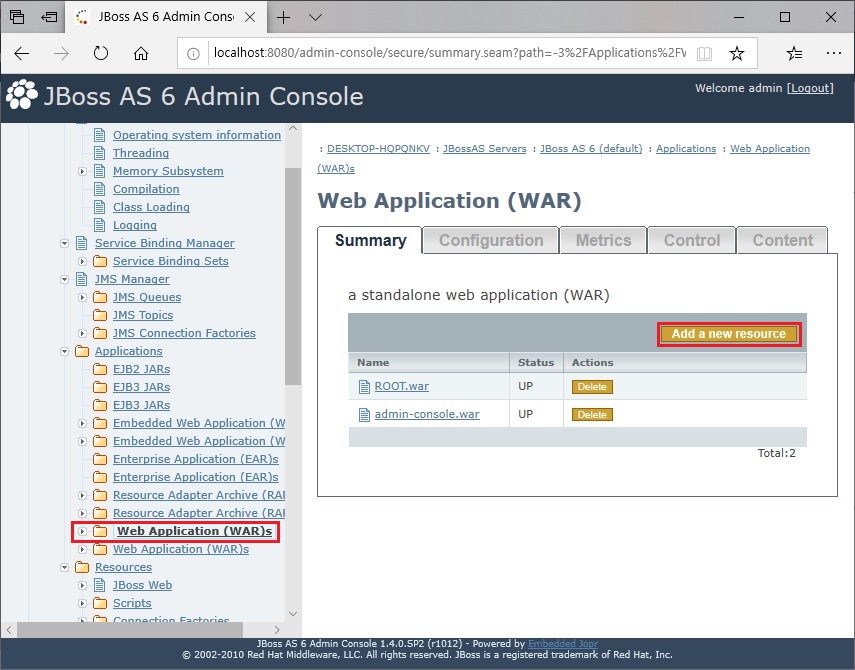 JBoss AS 6 Admin Conso
localhost:8080/admin-console/secure/summary.seam?path=-3%2FApplications%2F
JBoss AS 6 Admin Console
Welcome admin [Logout]
Operating system information
Threading
Memory Subsystem
Compilation
Class Loading
Logging
Service Binding Manager
Service Binding Sets
JMS Manager
JMS Queues
JMS Topics
JMS Connection Factories
Applications
EJB2 JARs
EJB3 JARs
EJB3 JARs
Embedded Web Application (W
Embedded Web Application (W
Enterprise Application (EAR)s
Enterprise Application (EAR)s
Resource Adapter Archive (RAR
Resource Adapter Archive (RAR
Web Application (WAR)s
Web Application (WAR)s
Resources
JBoss Web
Scripts
Connection Factories
: DESKTOP-HQPQNKV : JBossAS Servers : JBoss AS 6 (default) : Applications : Web Application
(WAR)s
Web Application (WAR)
Summary Configuration Metrics Control Content
a standalone web application (WAR)
Add a new resource
Name Status Actions
ROOT.war UP Delete
admin-console.war UP Delete
Total:2
JBoss AS 6 Admin Console 1.4.0.SP2 (r1012) - Powered by Embedded Jopr
© 2002-2010 Red Hat Middleware, LLC. All rights reserved. JBoss is a registered trademark of Red Hat, Inc.